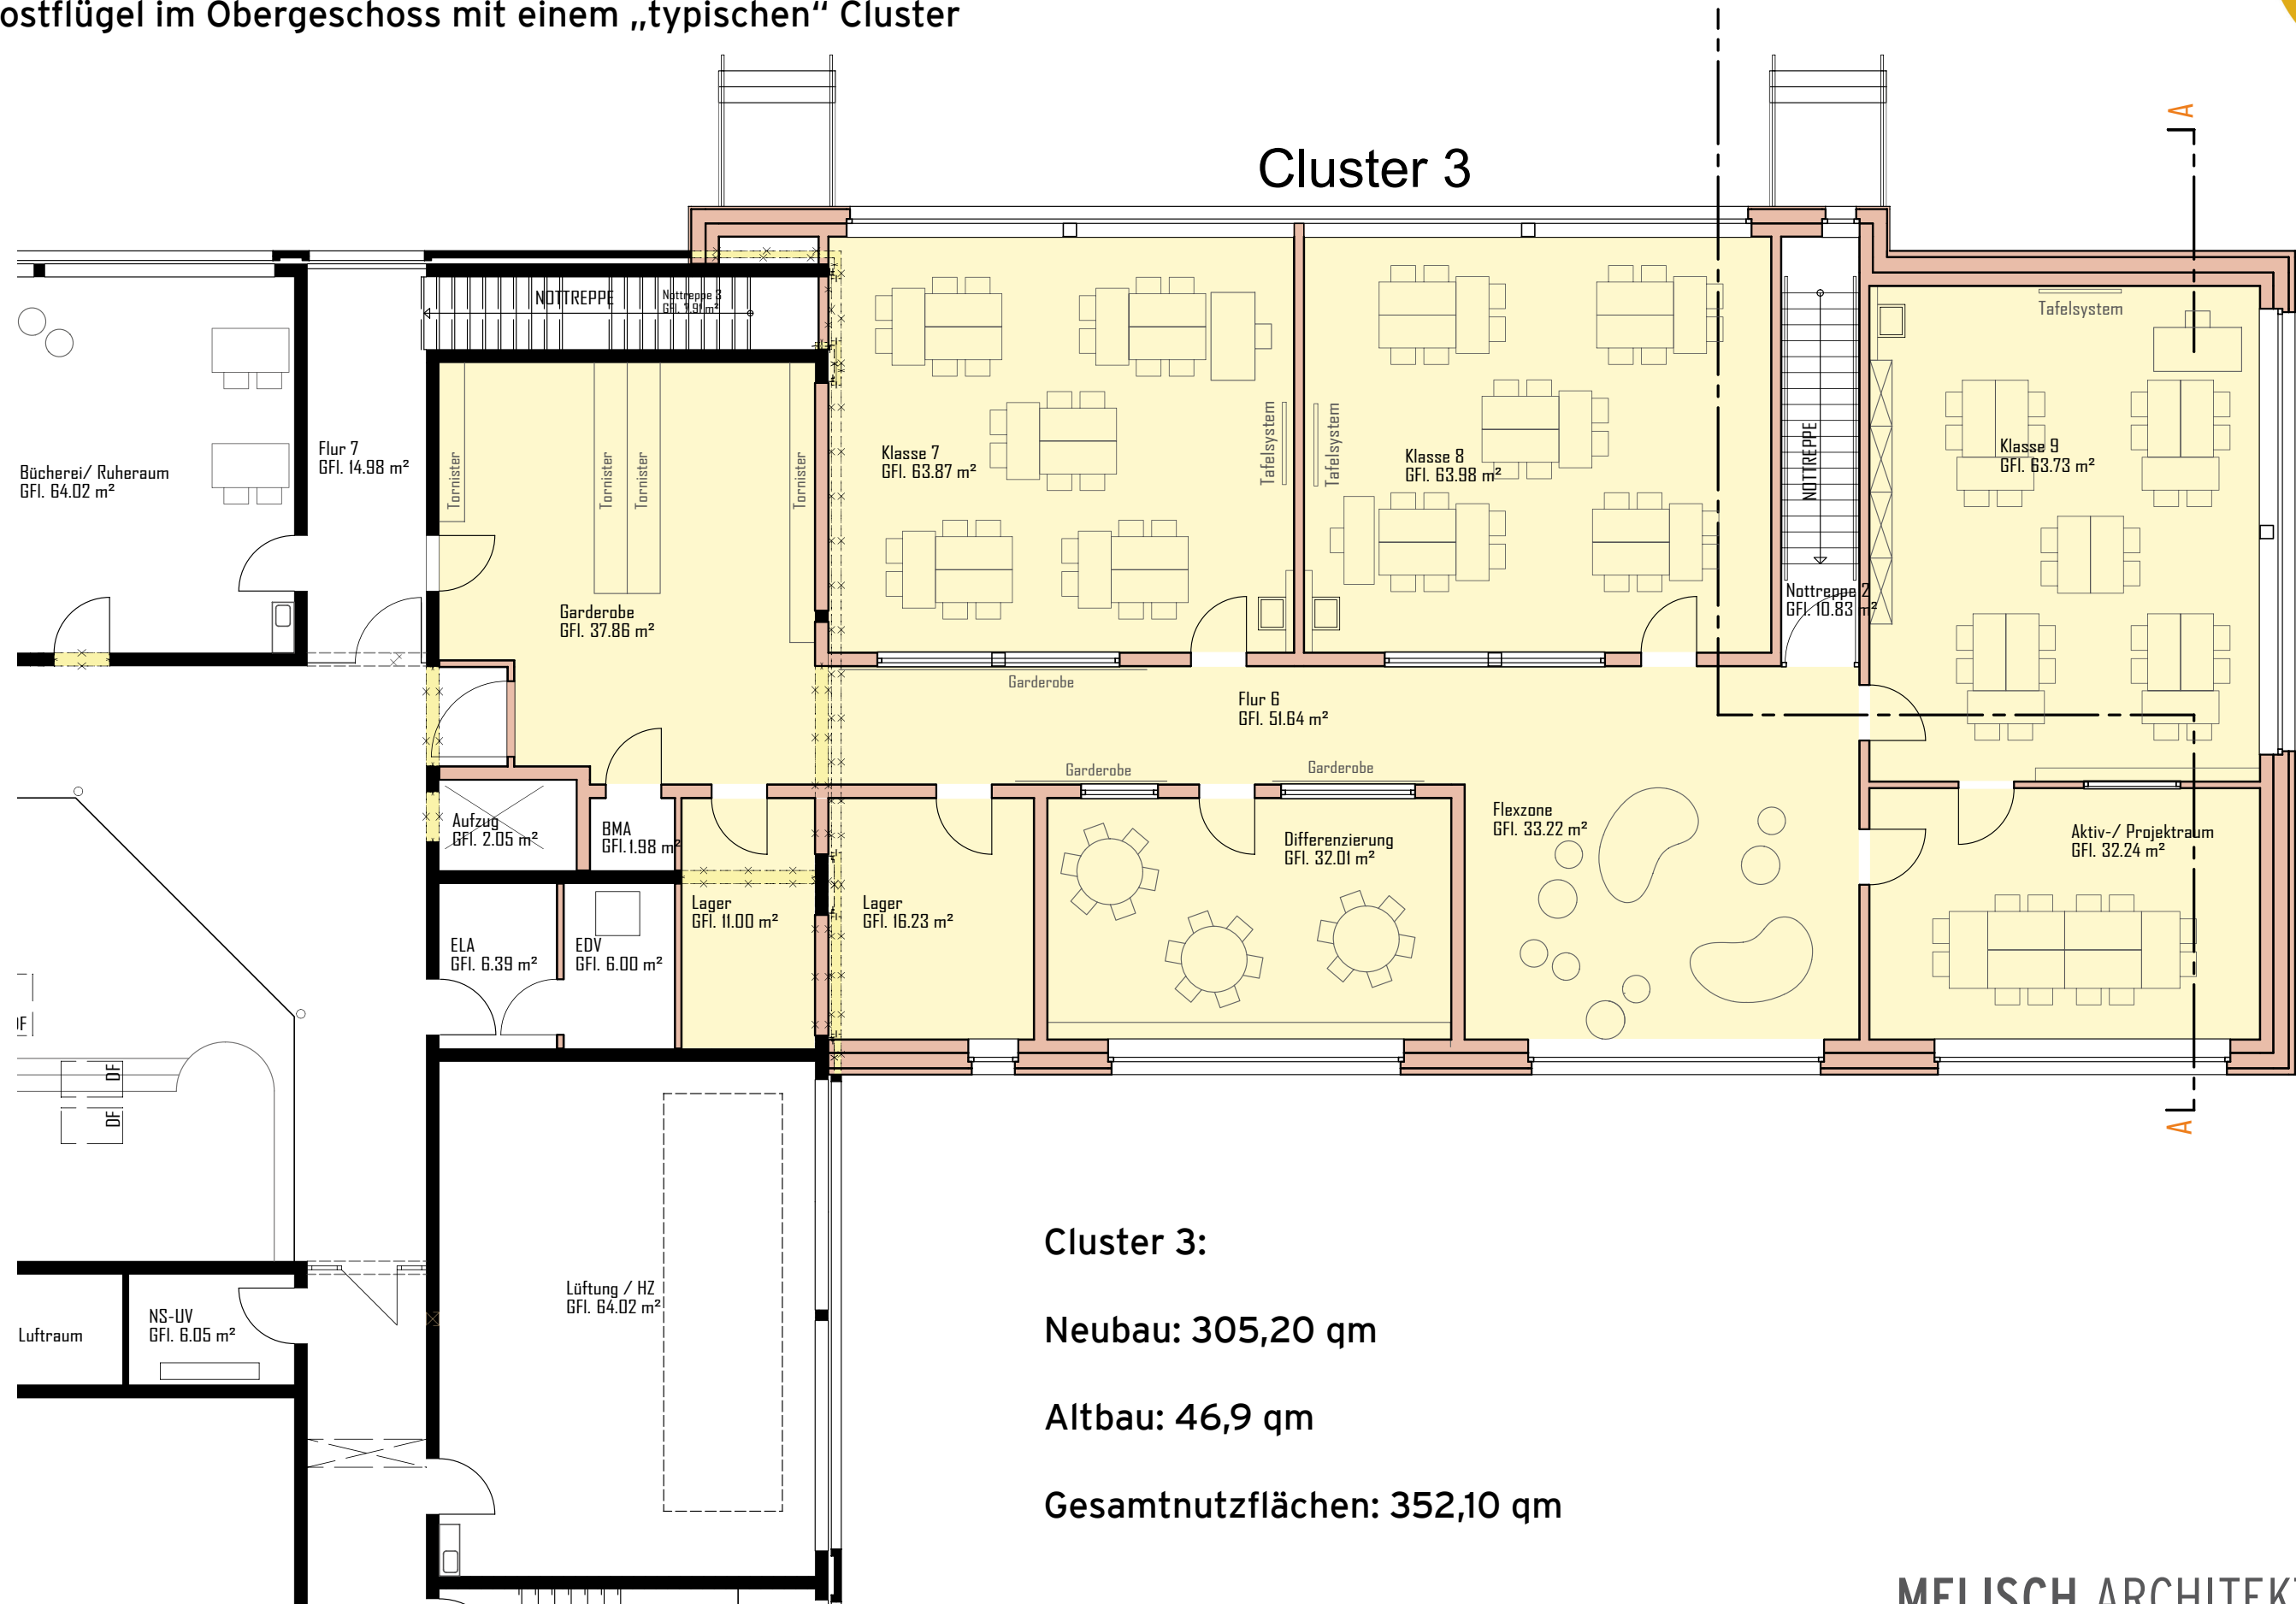 ostflügel im Obergeschoss mit einem „typischen“ Cluster
Cluster 3
A
NOTTREPPE
Nottreppe 3
GFl. 7.91 m²
Tafelsystem
Flur 7
GFl. 14.98 m²
Bücherei/ Ruheraum
GFl. 64.02 m²
Tornister
Tornister
Tornister
Tornister
Klasse 7
GFl. 63.87 m²
Tafelsystem
Tafelsystem
Klasse 8
GFl. 63.98 m²
NOTTREPPE
Klasse 9
GFl. 63.73 m²
Nottreppe 2
GFl. 10.83 m²
Garderobe
GFl. 37.86 m²
Garderobe
Flur 6
GFl. 51.64 m²
Garderobe
Garderobe
Aufzug
GFl. 2.05 m²
BMA
GFl. 1.98 m²
Differenzierung
GFl. 32.01 m²
Flexzone
GFl. 33.22 m²
Aktiv-/ Projektraum
GFl. 32.24 m²
Lager
GFl. 11.00 m²
Lager
GFl. 16.23 m²
ELA
GFl. 6.39 m²
EDV
GFl. 6.00 m²
DF
DF
DF
A
Cluster 3:
Neubau: 305,20 qm
Altbau: 46,9 qm
Gesamtnutzflächen: 352,10 qm
Lüftung / HZ
GFl. 64.02 m²
NS-UV
GFl. 6.05 m²
Luftraum
MELISCH ARCHITEKT